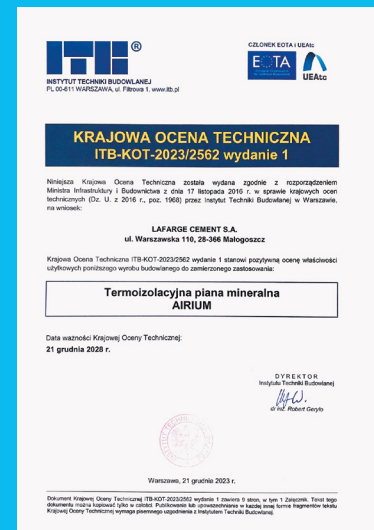 ITB®
INSTYTUT TECHNIKI BUDOWLANEJ
PL 00-611 WARSZAWA, ul. Filtrowa 1, www.itb.pl
CZŁONEK EOTA i UEAtc
EOTA
UEAtc
KRAJOWA OCENA TECHNICZNA
ITB-KOT-2023/2562 wydanie 1
Niniejsza Krajowa Ocena Techniczna została wydana zgodnie z rozporządzeniem
Ministra Infrastruktury i Budownictwa z dnia 17 listopada 2016 r. w sprawie krajowych ocen
technicznych (Dz. U. z 2016 r., poz. 1968) przez Instytut Techniki Budowlanej w Warszawie,
na wniosek:
LAFARGE CEMENT S.A.
ul. Warszawska 110, 28-366 Małogoszcz
Krajowa Ocena Techniczna ITB-KOT-2023/2562 wydanie 1 stanowi pozytywną ocenę właściwości
użytkowych poniższego wyrobu budowlanego do zamierzonego zastosowania:
Termoizolacyjna piana mineralna
AIRIUM
Data ważności Krajowej Oceny Technicznej:
21 grudnia 2028 r.
DYREKTOR
Instytutu Techniki Budowlanej
dr inż. Robert Geryło
Warszawa, 21 grudnia 2023 r.
Dokument Krajowej Oceny Technicznej ITB-KOT-2023/2562 wydanie 1 zawiera 9 stron, w tym 1 Załącznik. Tekst tego
dokumentu można kopiować tylko w całości. Publikowanie lub upowszechnianie w każdej innej formie fragmentów tekstu
Krajowej Oceny Technicznej wymaga pisemnego uzgodnienia z Instytutem Techniki Budowlanej.